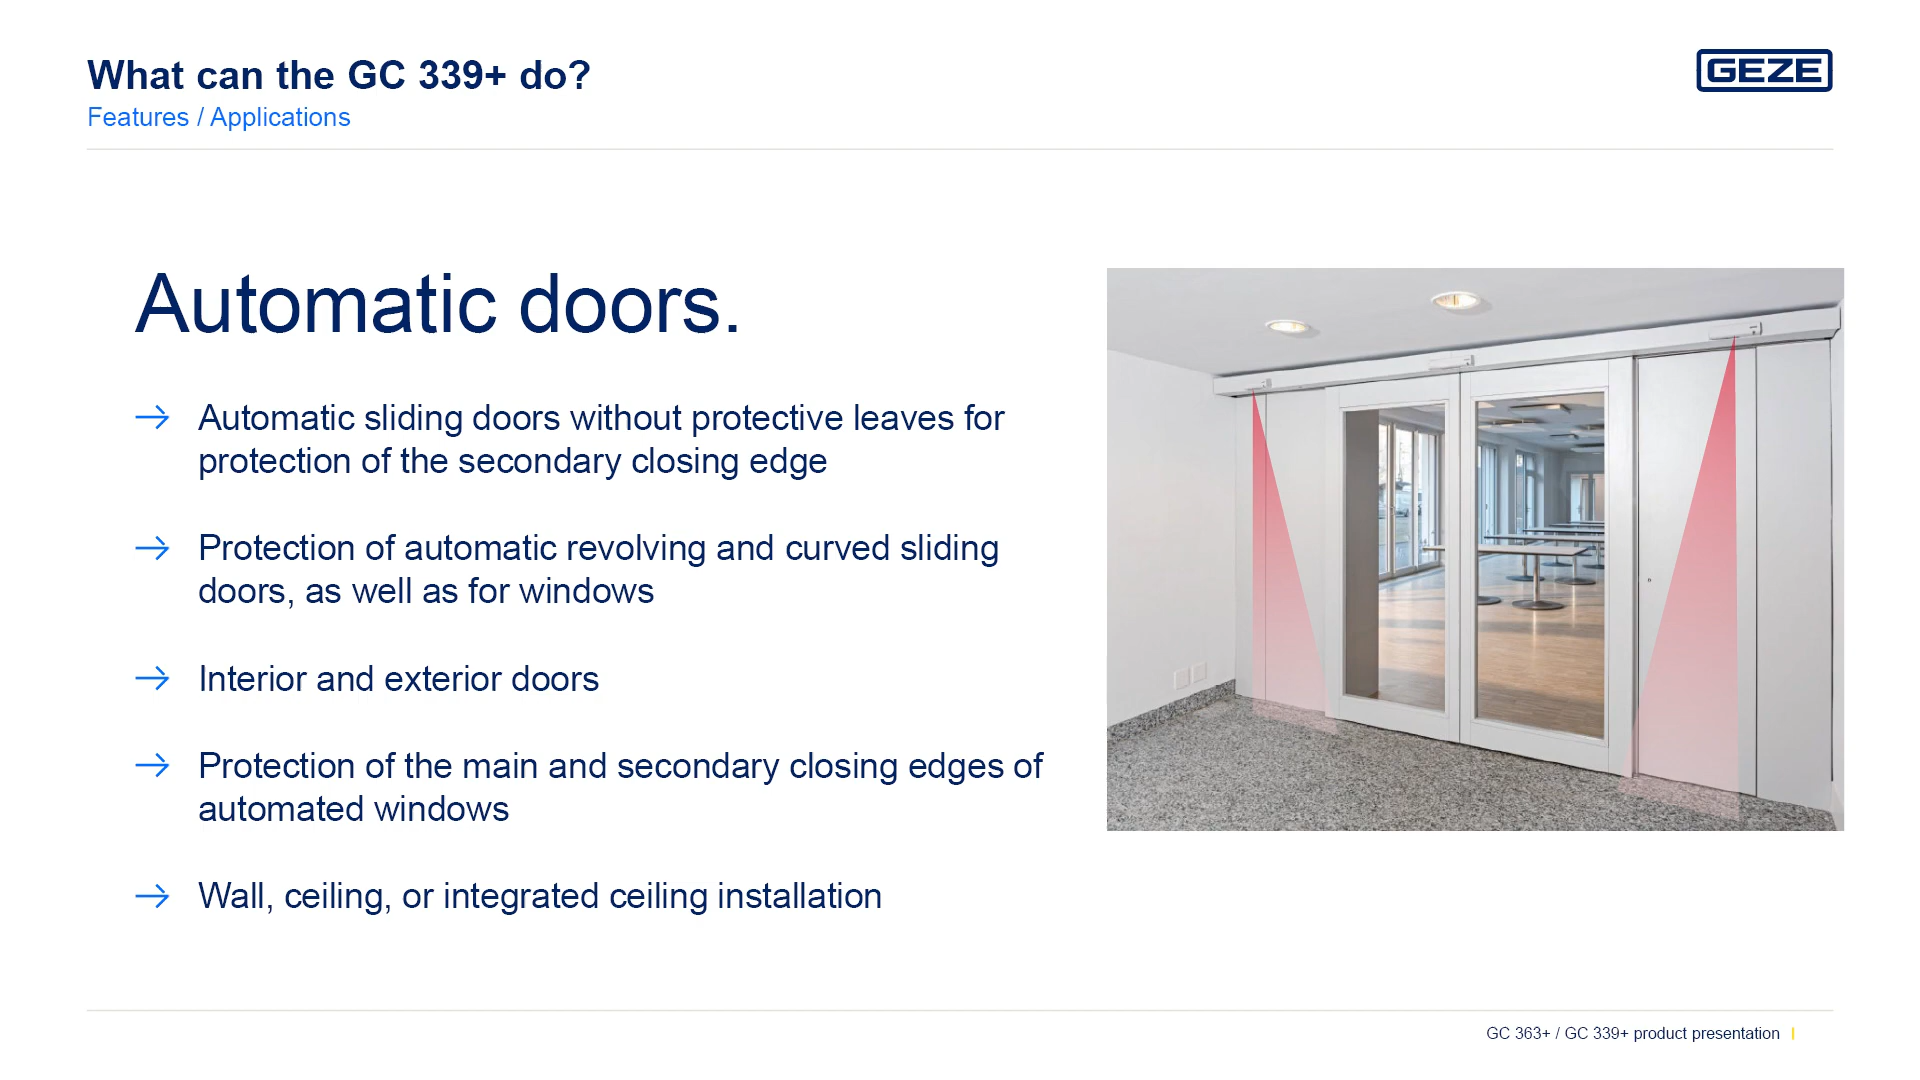 What can the GC 339+ do?
Features / Applications
GEZE
Automatic doors.
Automatic sliding doors without protective leaves for
protection of the secondary closing edge
Protection of automatic revolving and curved sliding
doors, as well as for windows
Interior and exterior doors
Protection of the main and secondary closing edges of
automated windows
Wall, ceiling, or integrated ceiling installation
GC 363+ / GC 339+ product presentation